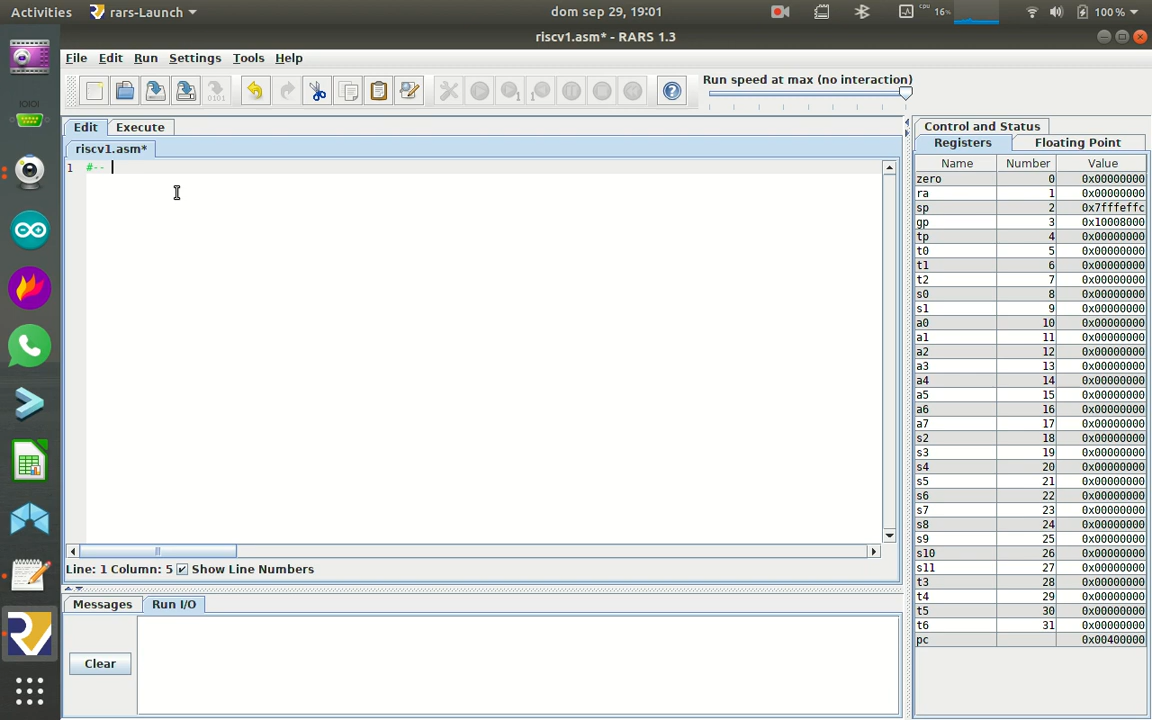 Activities rars-Launch dom sep 29, 19:01 cpu 16% 100%
riscv1.asm* - RARS 1.3
File Edit Run Settings Tools Help
Run speed at max (no interaction)
Edit Execute
riscv1.asm*
1 #--
Line: 1 Column: 5 Show Line Numbers
Messages Run I/O
Clear
Control and Status
Registers Floating Point
Name Number Value
zero 0 0x00000000
ra 1 0x00000000
sp 2 0x7fffeffc
gp 3 0x10008000
tp 4 0x00000000
t0 5 0x00000000
t1 6 0x00000000
t2 7 0x00000000
s0 8 0x00000000
s1 9 0x00000000
a0 10 0x00000000
a1 11 0x00000000
a2 12 0x00000000
a3 13 0x00000000
a4 14 0x00000000
a5 15 0x00000000
a6 16 0x00000000
a7 17 0x00000000
s2 18 0x00000000
s3 19 0x00000000
s4 20 0x00000000
s5 21 0x00000000
s6 22 0x00000000
s7 23 0x00000000
s8 24 0x00000000
s9 25 0x00000000
s10 26 0x00000000
s11 27 0x00000000
t3 28 0x00000000
t4 29 0x00000000
t5 30 0x00000000
t6 31 0x00000000
pc 0x00400000